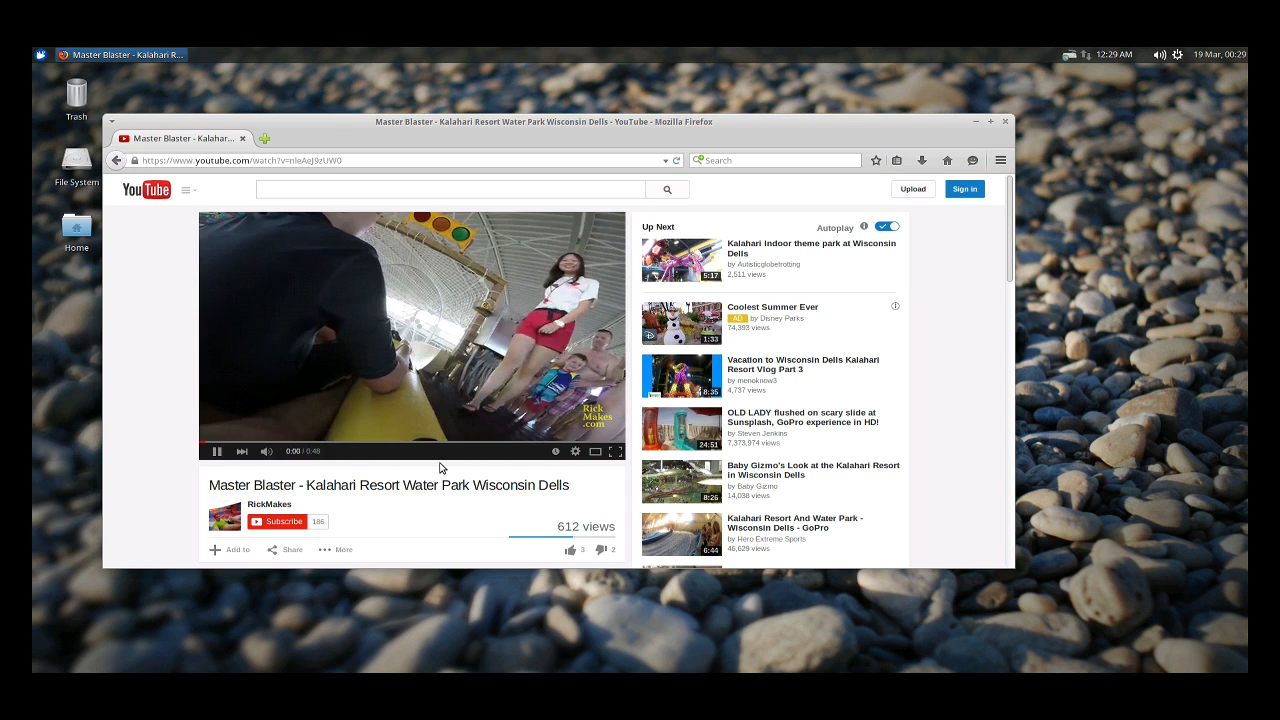 Master Blaster - Kalahari R...
12:29 AM
19 Mar, 00:29
Trash
File System
Home
Master Blaster - Kalahari Resort Water Park Wisconsin Dells - YouTube - Mozilla Firefox
Master Blaster - Kalahar...
https://www.youtube.com/watch?v=nleAeJ9zUW0
Search
YouTube
Upload
Sign in
Rick
Makes
.com
0:00 / 0:48
Master Blaster - Kalahari Resort Water Park Wisconsin Dells
RickMakes
Subscribe 186
612 views
Add to Share More
3 2
Up Next
Autoplay
Kalahari Indoor theme park at Wisconsin
Dells
by Autisticglobetrotting
2,511 views
5:17
Coolest Summer Ever
AD by Disney Parks
74,393 views
1:33
Vacation to Wisconsin Dells Kalahari
Resort Vlog Part 3
by menoknow3
4,737 views
8:35
OLD LADY flushed on scary slide at
Sunsplash, GoPro experience in HD!
by Steven Jenkins
7,373,974 views
24:51
Baby Gizmo's Look at the Kalahari Resort
in Wisconsin Dells
by Baby Gizmo
14,038 views
8:26
Kalahari Resort And Water Park -
Wisconsin Dells - GoPro
by Hero Extreme Sports
46,629 views
6:44